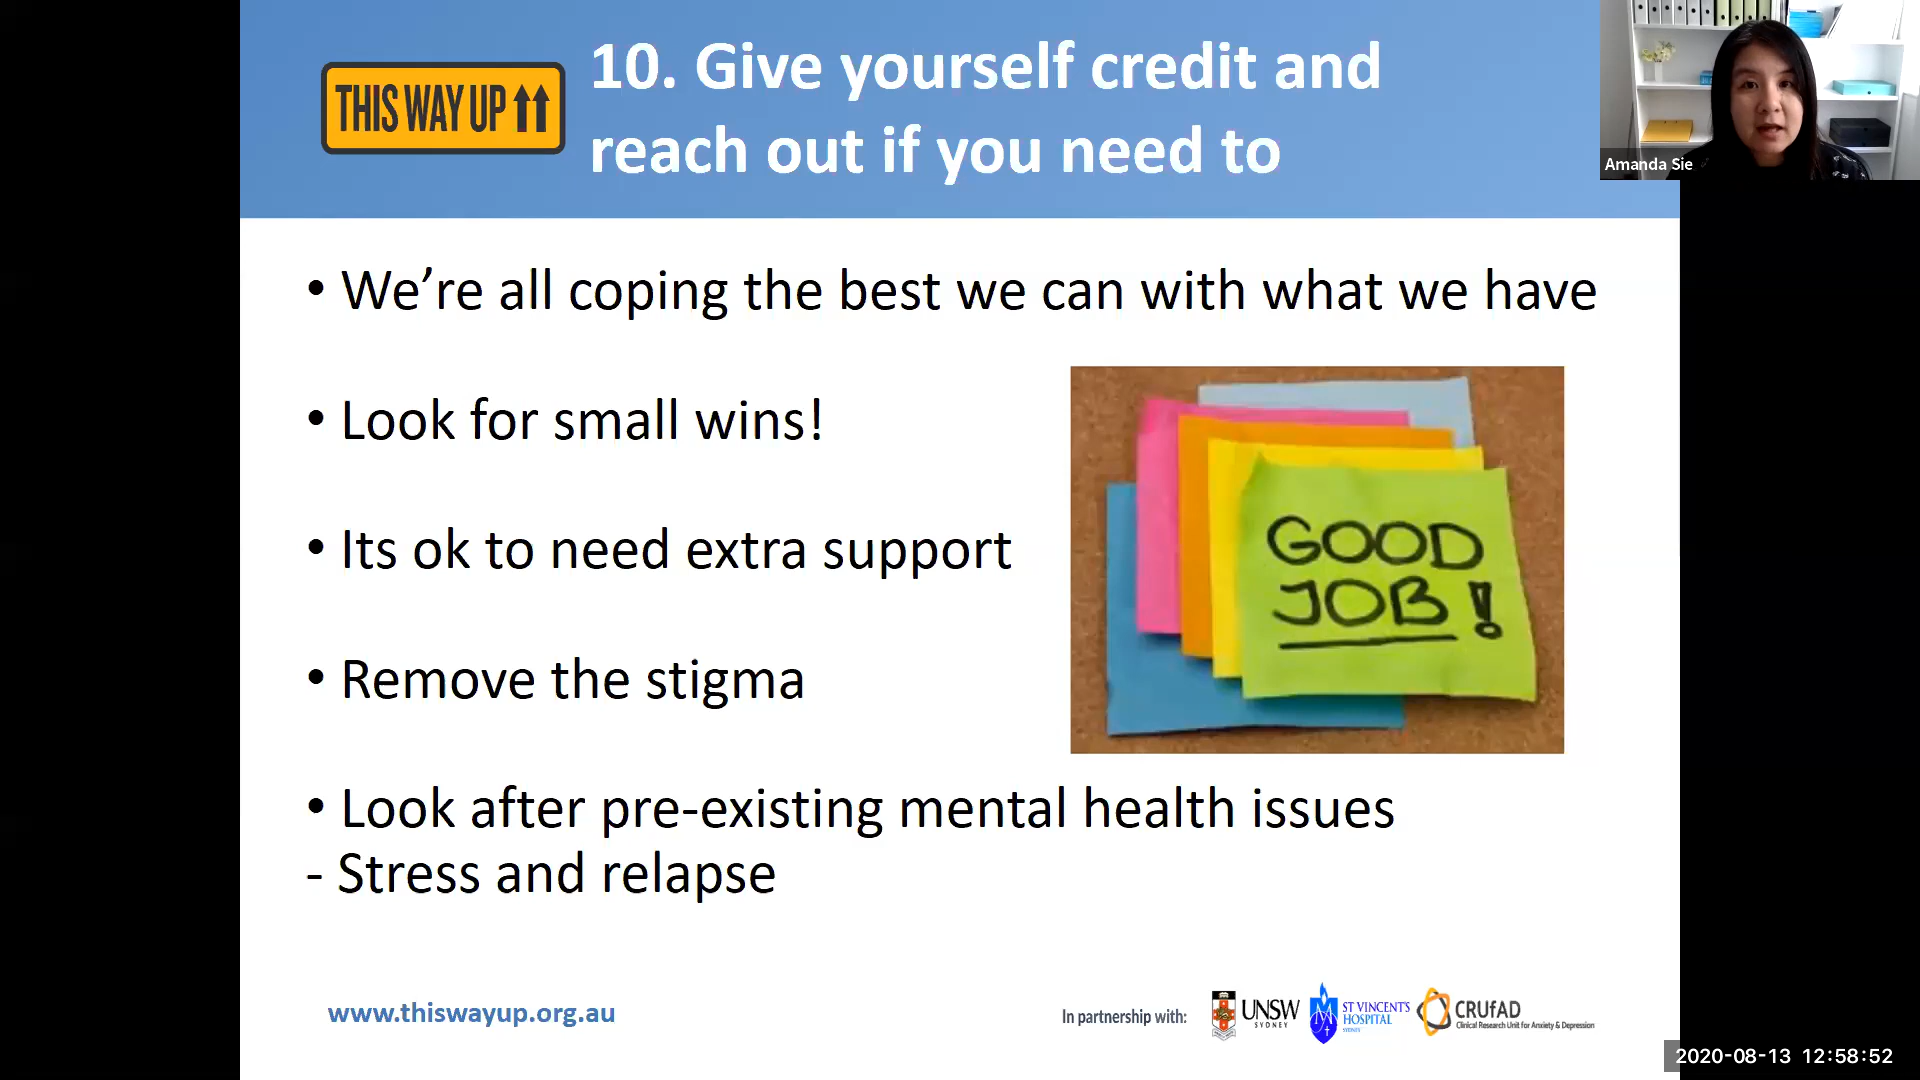 THIS WAY UP
10. Give yourself credit and
reach out if you need to
Amanda Sie
• We’re all coping the best we can with what we have
• Look for small wins!
• Its ok to need extra support
• Remove the stigma
• Look after pre-existing mental health issues
- Stress and relapse
GOOD
JOB!
www.thiswayup.org.au
In partnership with:
UNSW
SYDNEY
ST VINCENT'S
HOSPITAL
SYDNEY
CRUfAD
Clinical Research Unit for Anxiety & Depression
2020-08-13 12:58:52